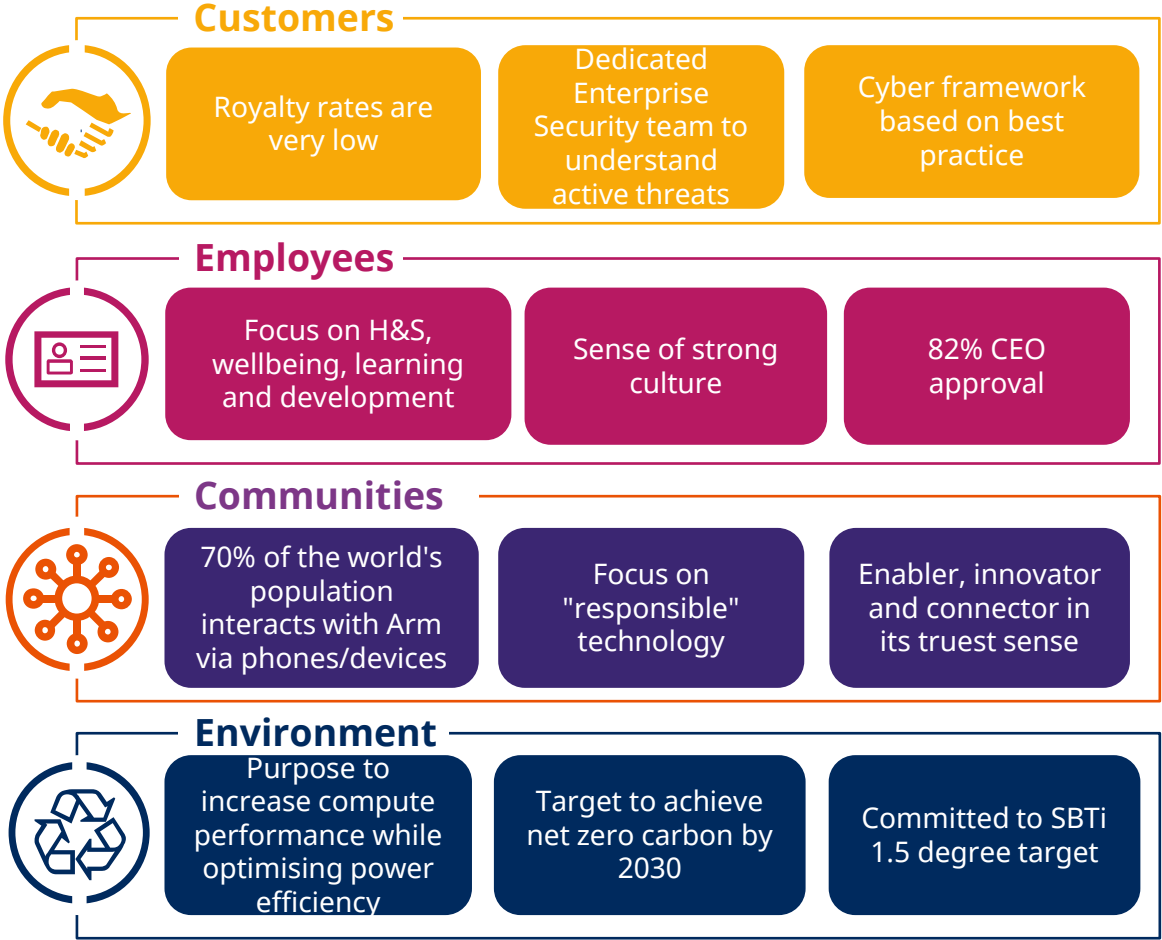 Customers
Royalty rates are
very low
Dedicated
Enterprise
Security team to
understand
active threats
Cyber framework
based on best
practice
Employees
Focus on H&S,
wellbeing, learning
and development
Sense of strong
culture
82% CEO
approval
Communities
70% of the world's
population
interacts with Arm
via phones/devices
Focus on
"responsible"
technology
Enabler, innovator
and connector in
its truest sense
Environment
Purpose to
increase compute
performance while
optimising power
efficiency
Target to achieve
net zero carbon by
2030
Committed to SBTi
1.5 degree target